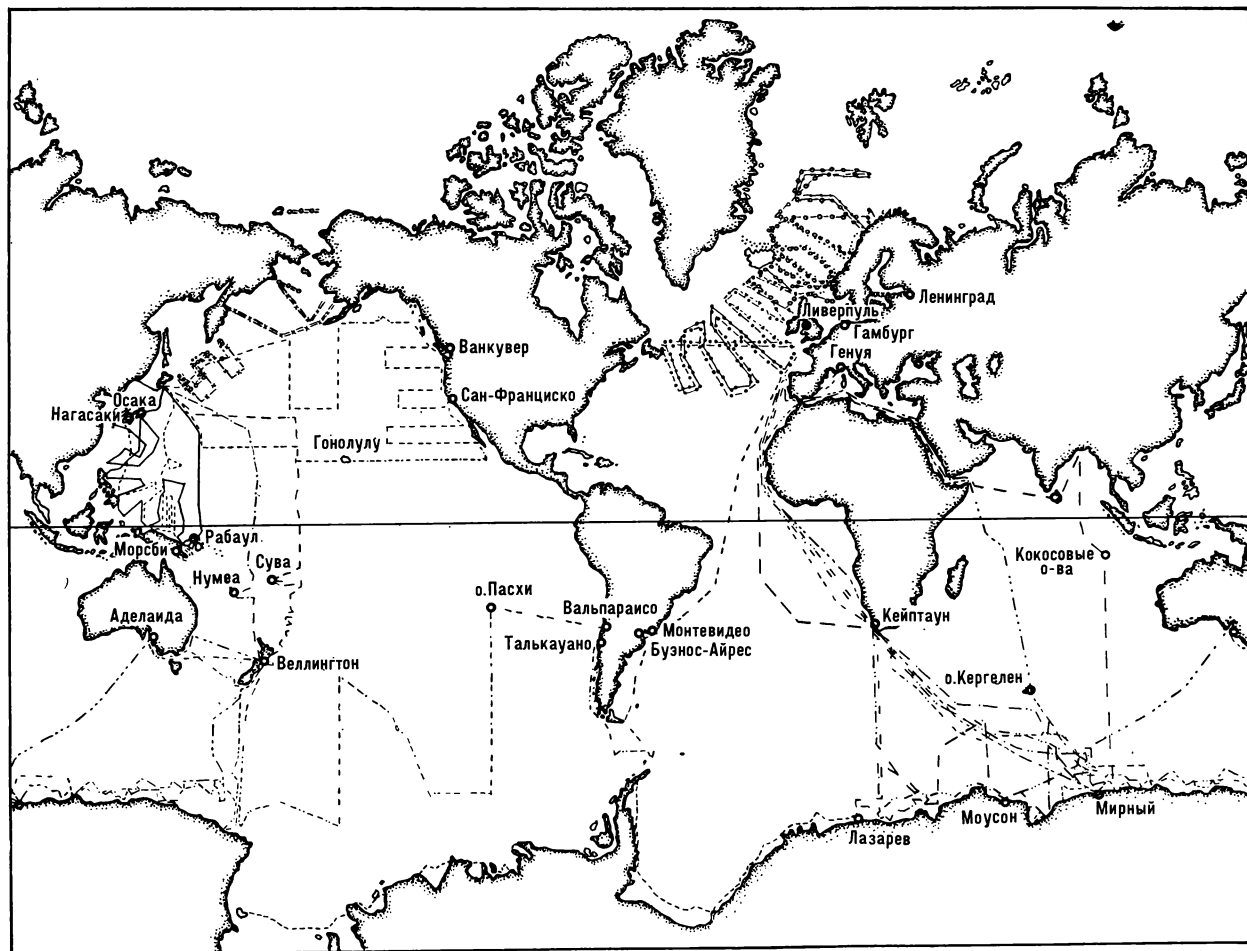 Ленинград
Ливерпуль
Гамбург
Генуя
Ванкувер
Сан-Франциско
Осака
Нагасаки
Гонолулу
Рабаул
Морсби
Сува
Нумеа
Кокосовые
о-ва
о.Пасхи
Вальпараисо
Аделаида
Кейптаун
Монтевидео
Талькауано
Буэнос-Айрес
Веллингтон
о.Кергелен
Мирный
Моусон
Лазарев